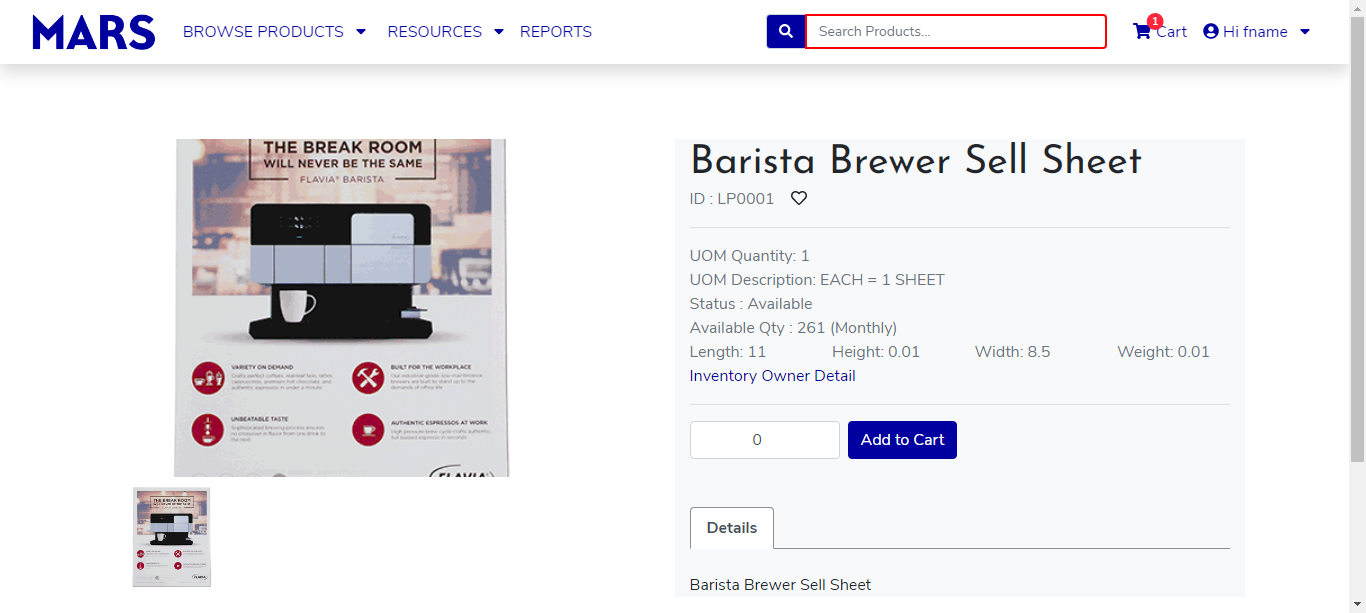 MARS
BROWSE PRODUCTS
RESOURCES
REPORTS
Search Products...
1
Cart
Hi fname
THE BREAK ROOM
WILL NEVER BE THE SAME
FLAVIA® BARISTA
VARIETY ON DEMAND
BUILT FOR THE WORKPLACE
UNBEATABLE TASTE
AUTHENTIC ESPRESSOS AT WORK
FLAVIA®
Barista Brewer Sell Sheet
ID : LP0001
UOM Quantity: 1
UOM Description: EACH = 1 SHEET
Status : Available
Available Qty : 261 (Monthly)
Length: 11 Height: 0.01 Width: 8.5 Weight: 0.01
Inventory Owner Detail
0
Add to Cart
Details
Barista Brewer Sell Sheet